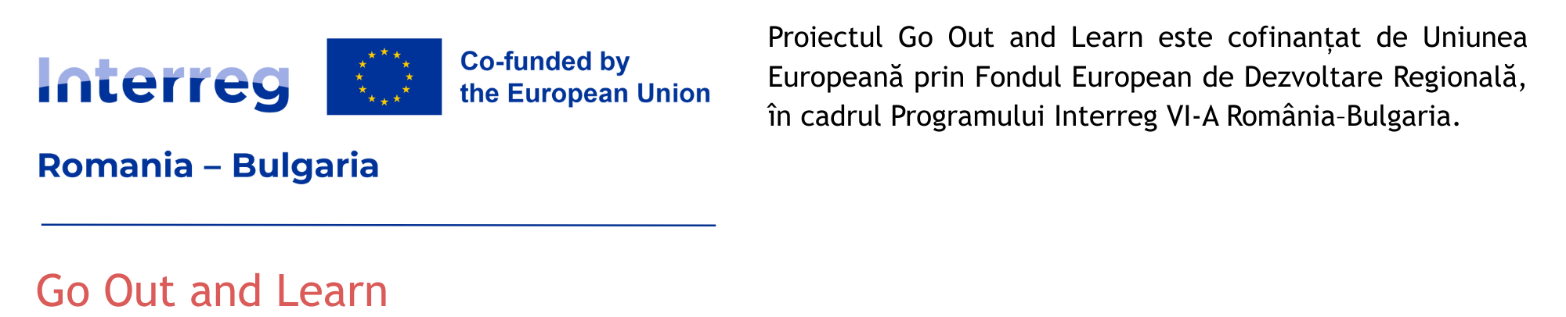 Interreg
Co-funded by
the European Union
Romania – Bulgaria
Go Out and Learn
Proiectul Go Out and Learn este cofinanțat de Uniunea
Europeană prin Fondul European de Dezvoltare Regională,
în cadrul Programului Interreg VI-A România–Bulgaria.